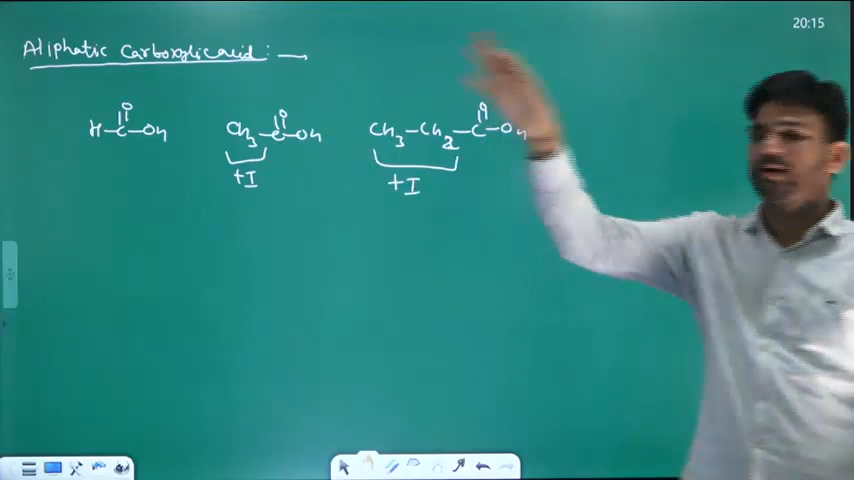 20:15
Aliphatic Carboxylic acid : —
H-C-OH
O
CH3-C-OH
O
CH3-CH2-C-OH
O
+I
+I